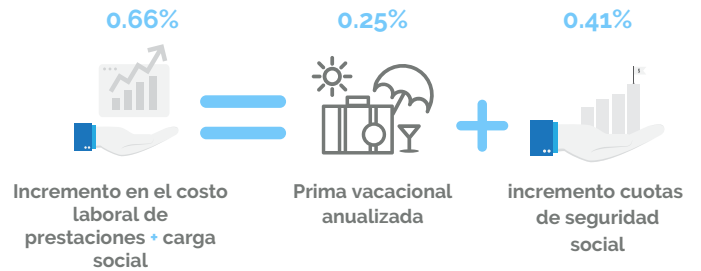 0.66%
0.25%
0.41%
$
Incremento en el costo
laboral de
prestaciones + carga
social
Prima vacacional
anualizada
incremento cuotas
de seguridad
social